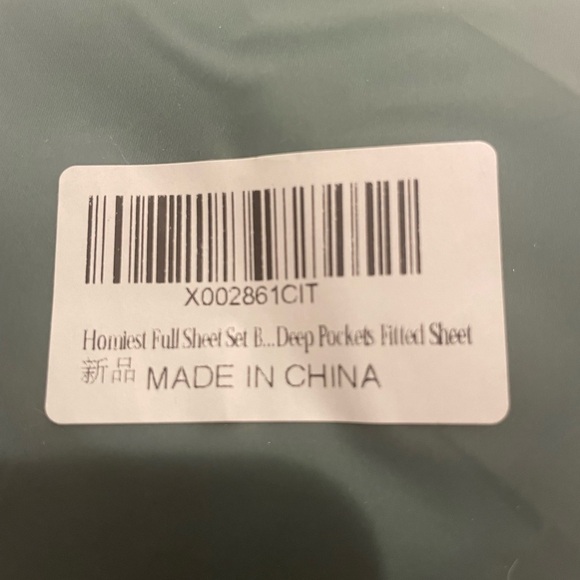 X002861CIT
Homiest Full Sheet Set B...Deep Pockets Fitted Sheet
新品 MADE IN CHINA